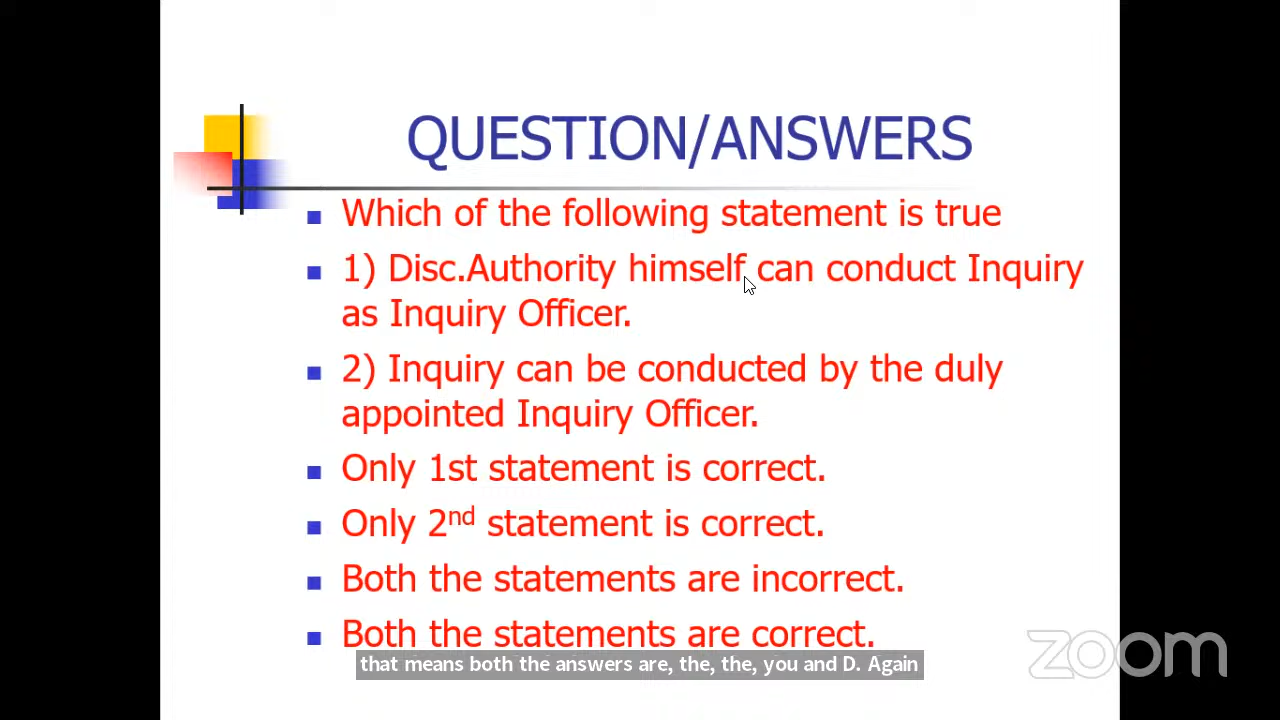 QUESTION/ANSWERS
Which of the following statement is true
1) Disc.Authority himself can conduct Inquiry
as Inquiry Officer.
2) Inquiry can be conducted by the duly
appointed Inquiry Officer.
Only 1st statement is correct.
Only 2nd statement is correct.
Both the statements are incorrect.
Both the statements are correct.
that means both the answers are, the, the, you and D. Again
zoom